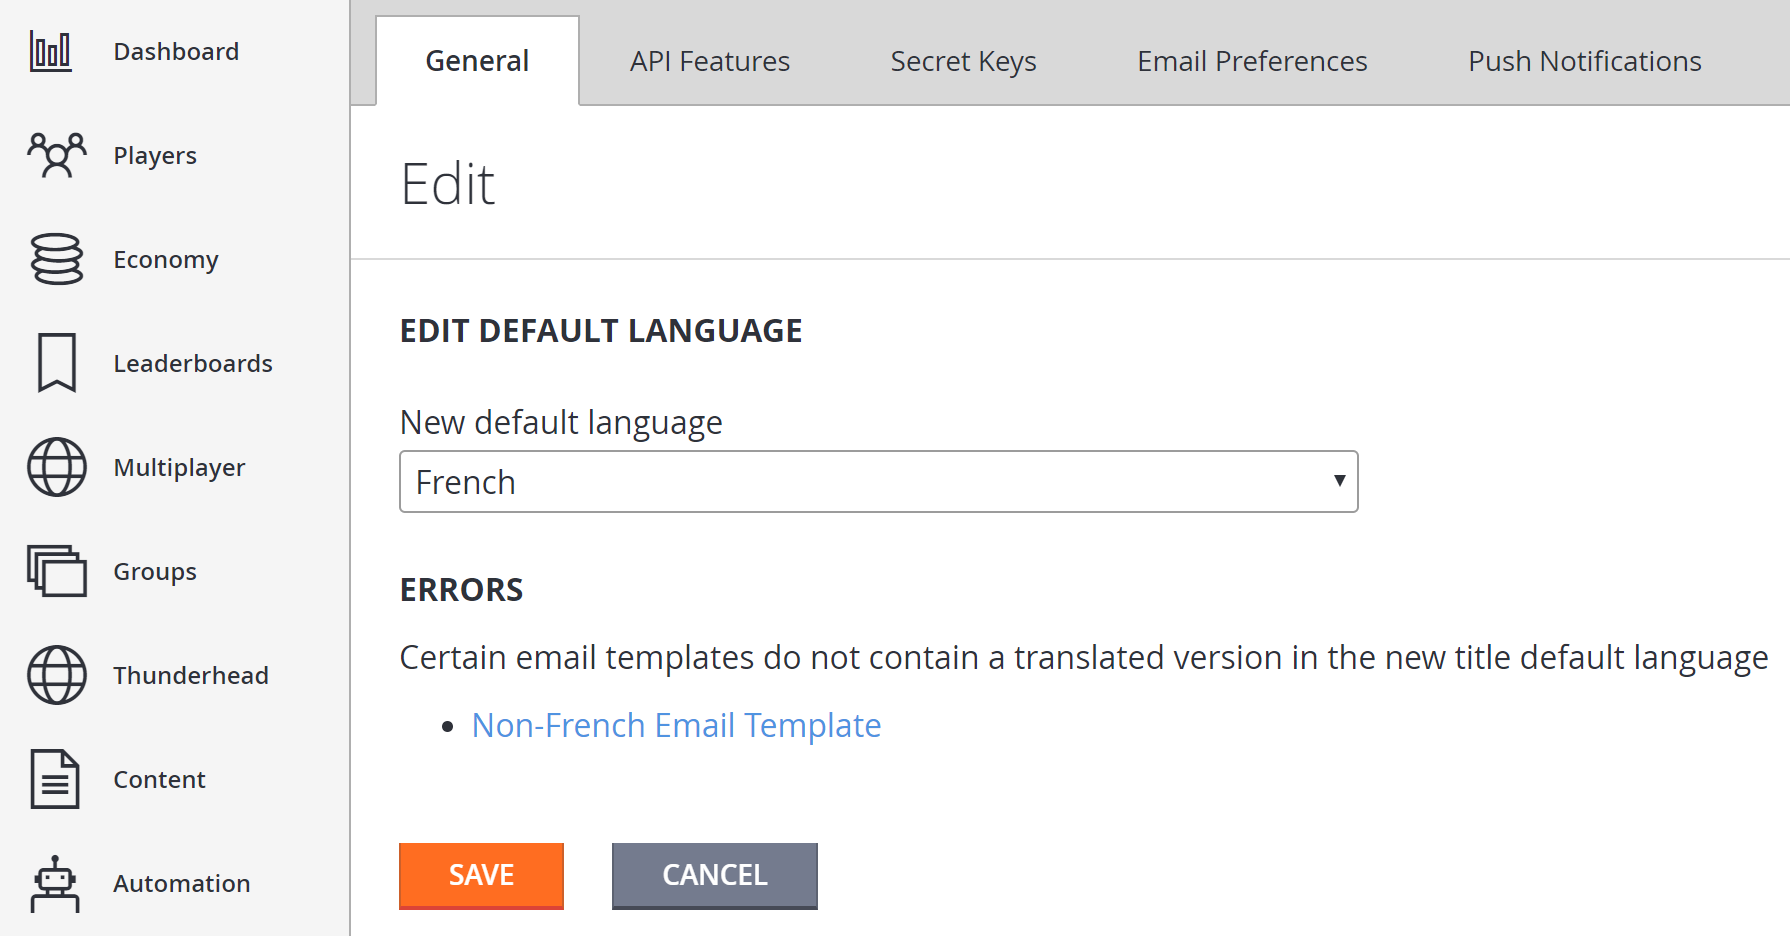 Dashboard
Players
Economy
Leaderboards
Multiplayer
Groups
Thunderhead
Content
Automation
General
API Features
Secret Keys
Email Preferences
Push Notifications
Edit
EDIT DEFAULT LANGUAGE
New default language
French
ERRORS
Certain email templates do not contain a translated version in the new title default language
Non-French Email Template
SAVE
CANCEL